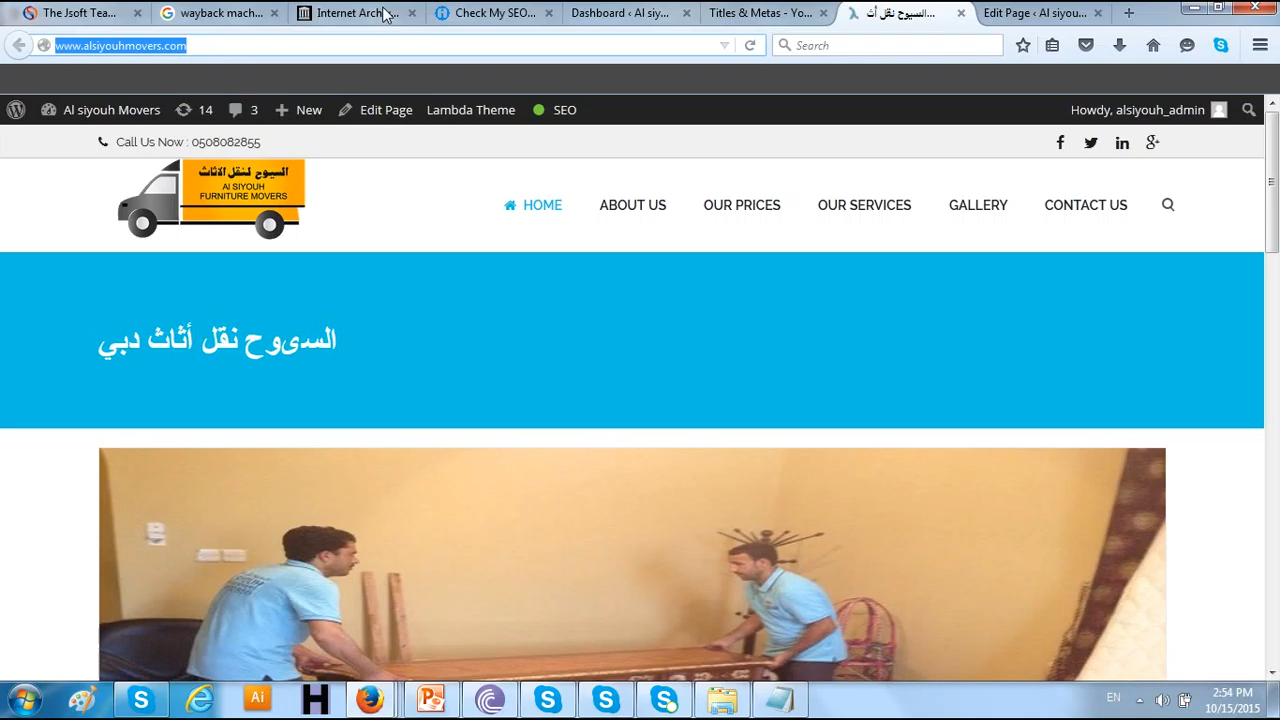 The Jsoft Tea...
wayback mach...
Internet Archi...
Check My SEO...
Dashboard ‹ Al siy...
Titles & Metas - Yo...
السيوح نقل أث...
Edit Page ‹ Al siyou...
www.alsiyouhmovers.com
Search
Al siyouh Movers
14
3
New
Edit Page
Lambda Theme
SEO
Howdy, alsiyouh_admin
Call Us Now : 0508082855
السيوح لنقل الاثاث
Al SIYOUH
FURNITURE MOVERS
HOME
ABOUT US
OUR PRICES
OUR SERVICES
GALLERY
CONTACT US
السىوح نقل أثاث دبي
Ai
EN
2:54 PM
10/15/2015